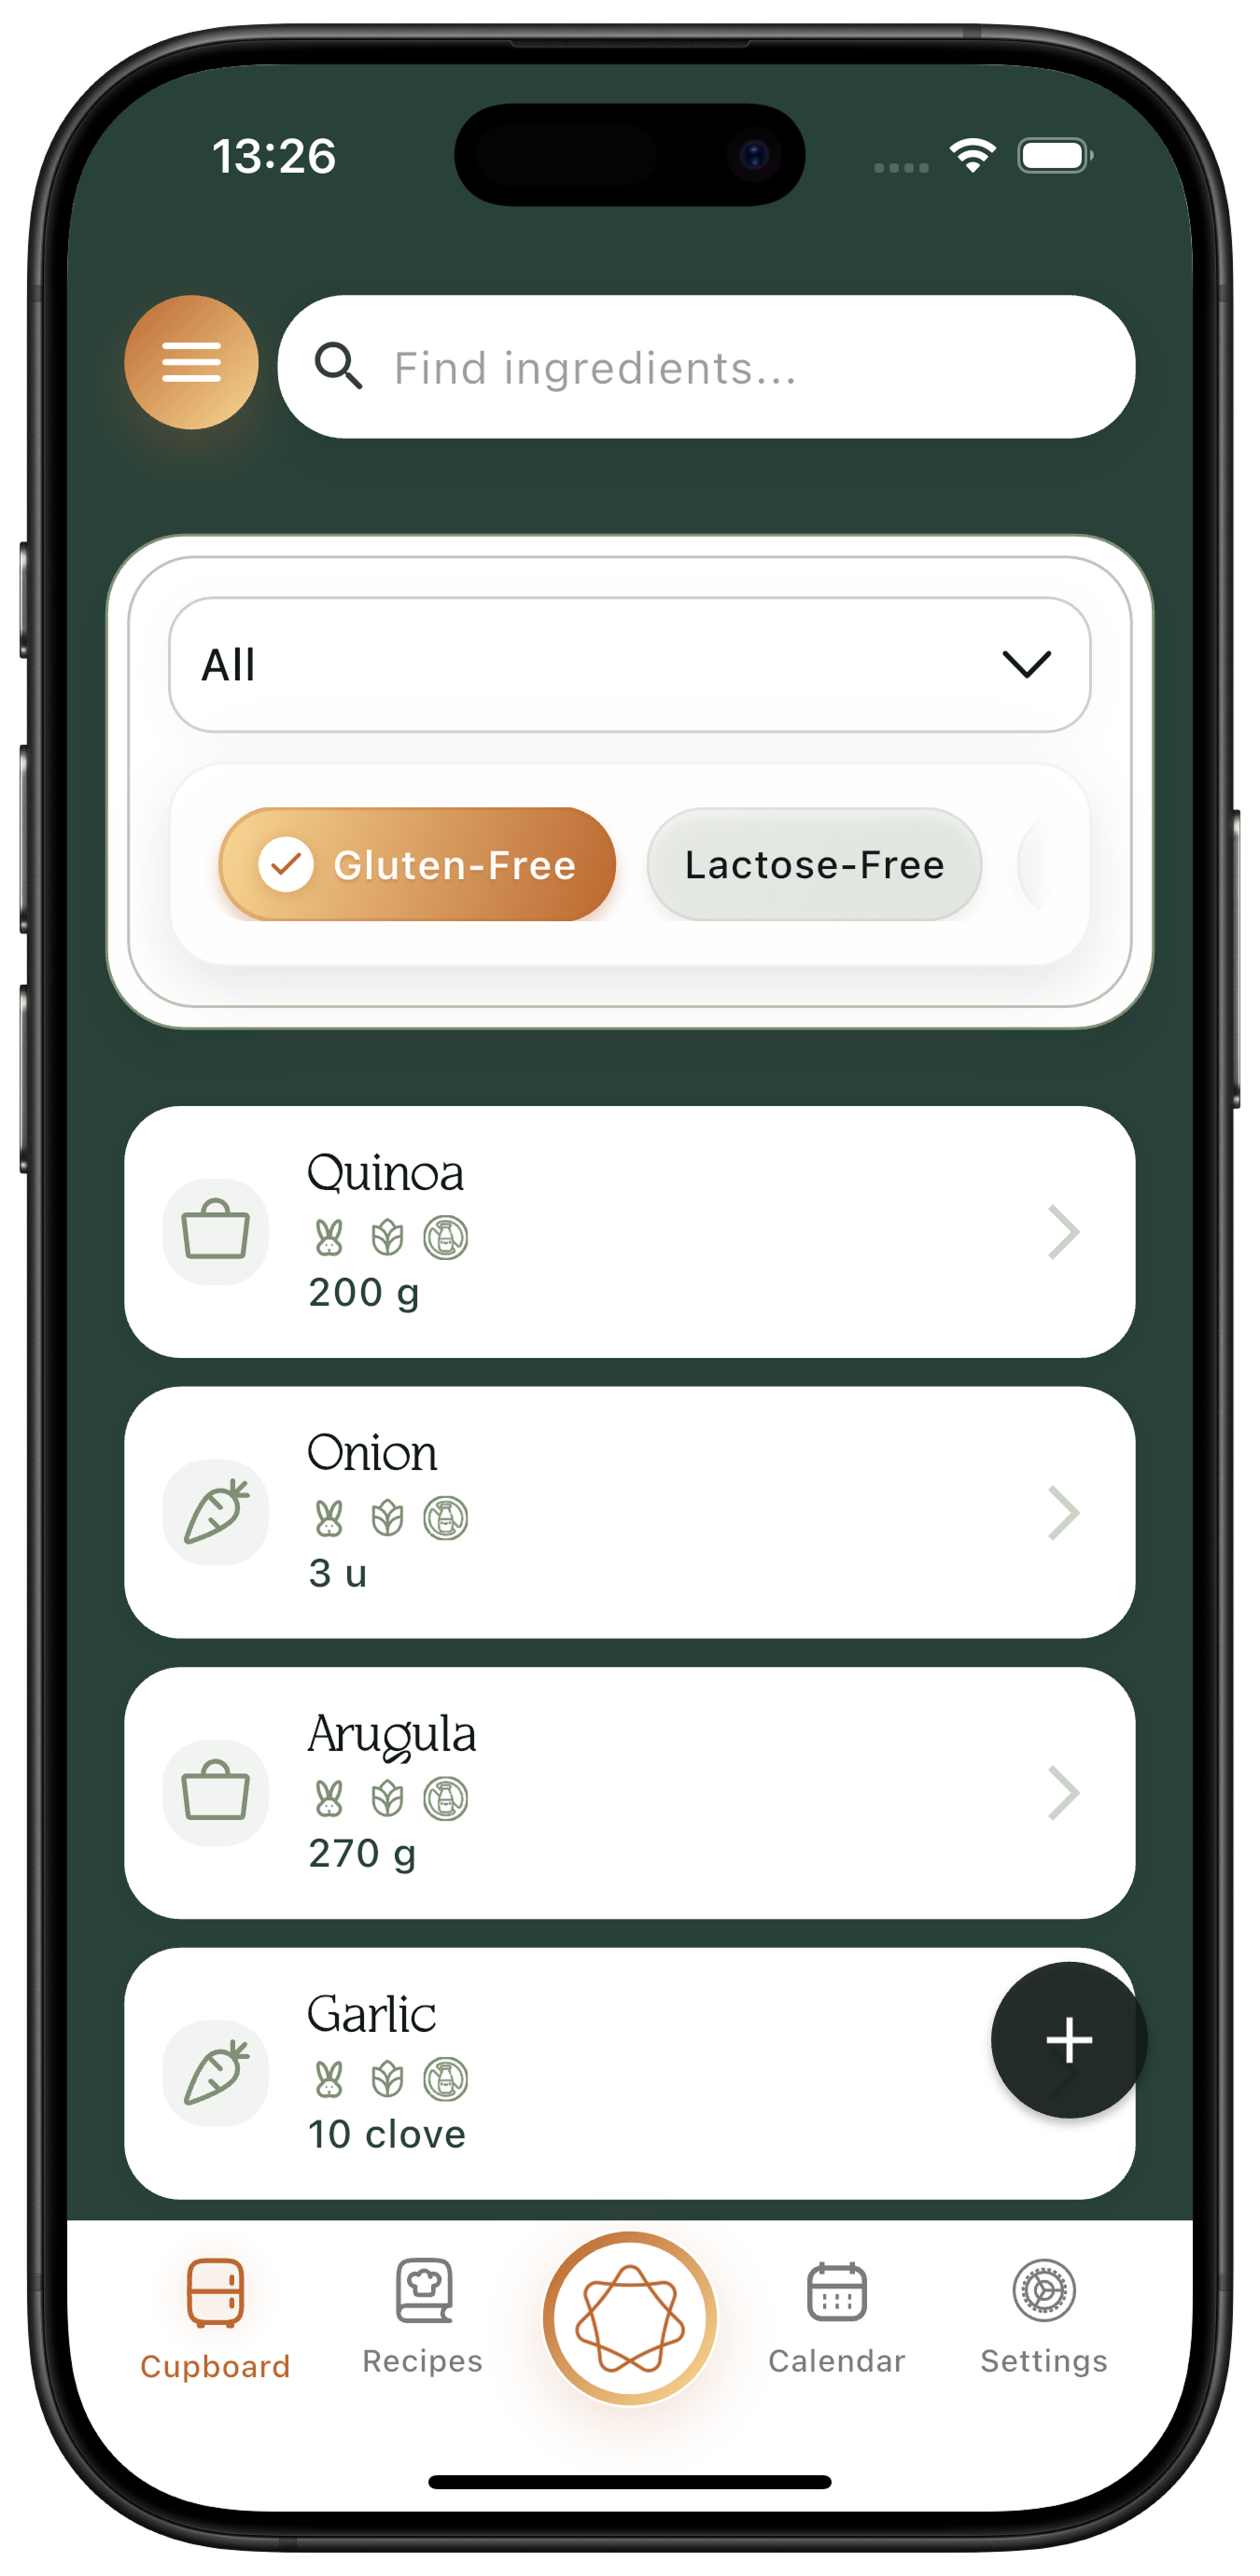 13:26
Find ingredients...
All
Gluten-Free
Lactose-Free
Quinoa
200 g
Onion
3 u
Arugula
270 g
Garlic
10 clove
Cupboard
Recipes
Calendar
Settings